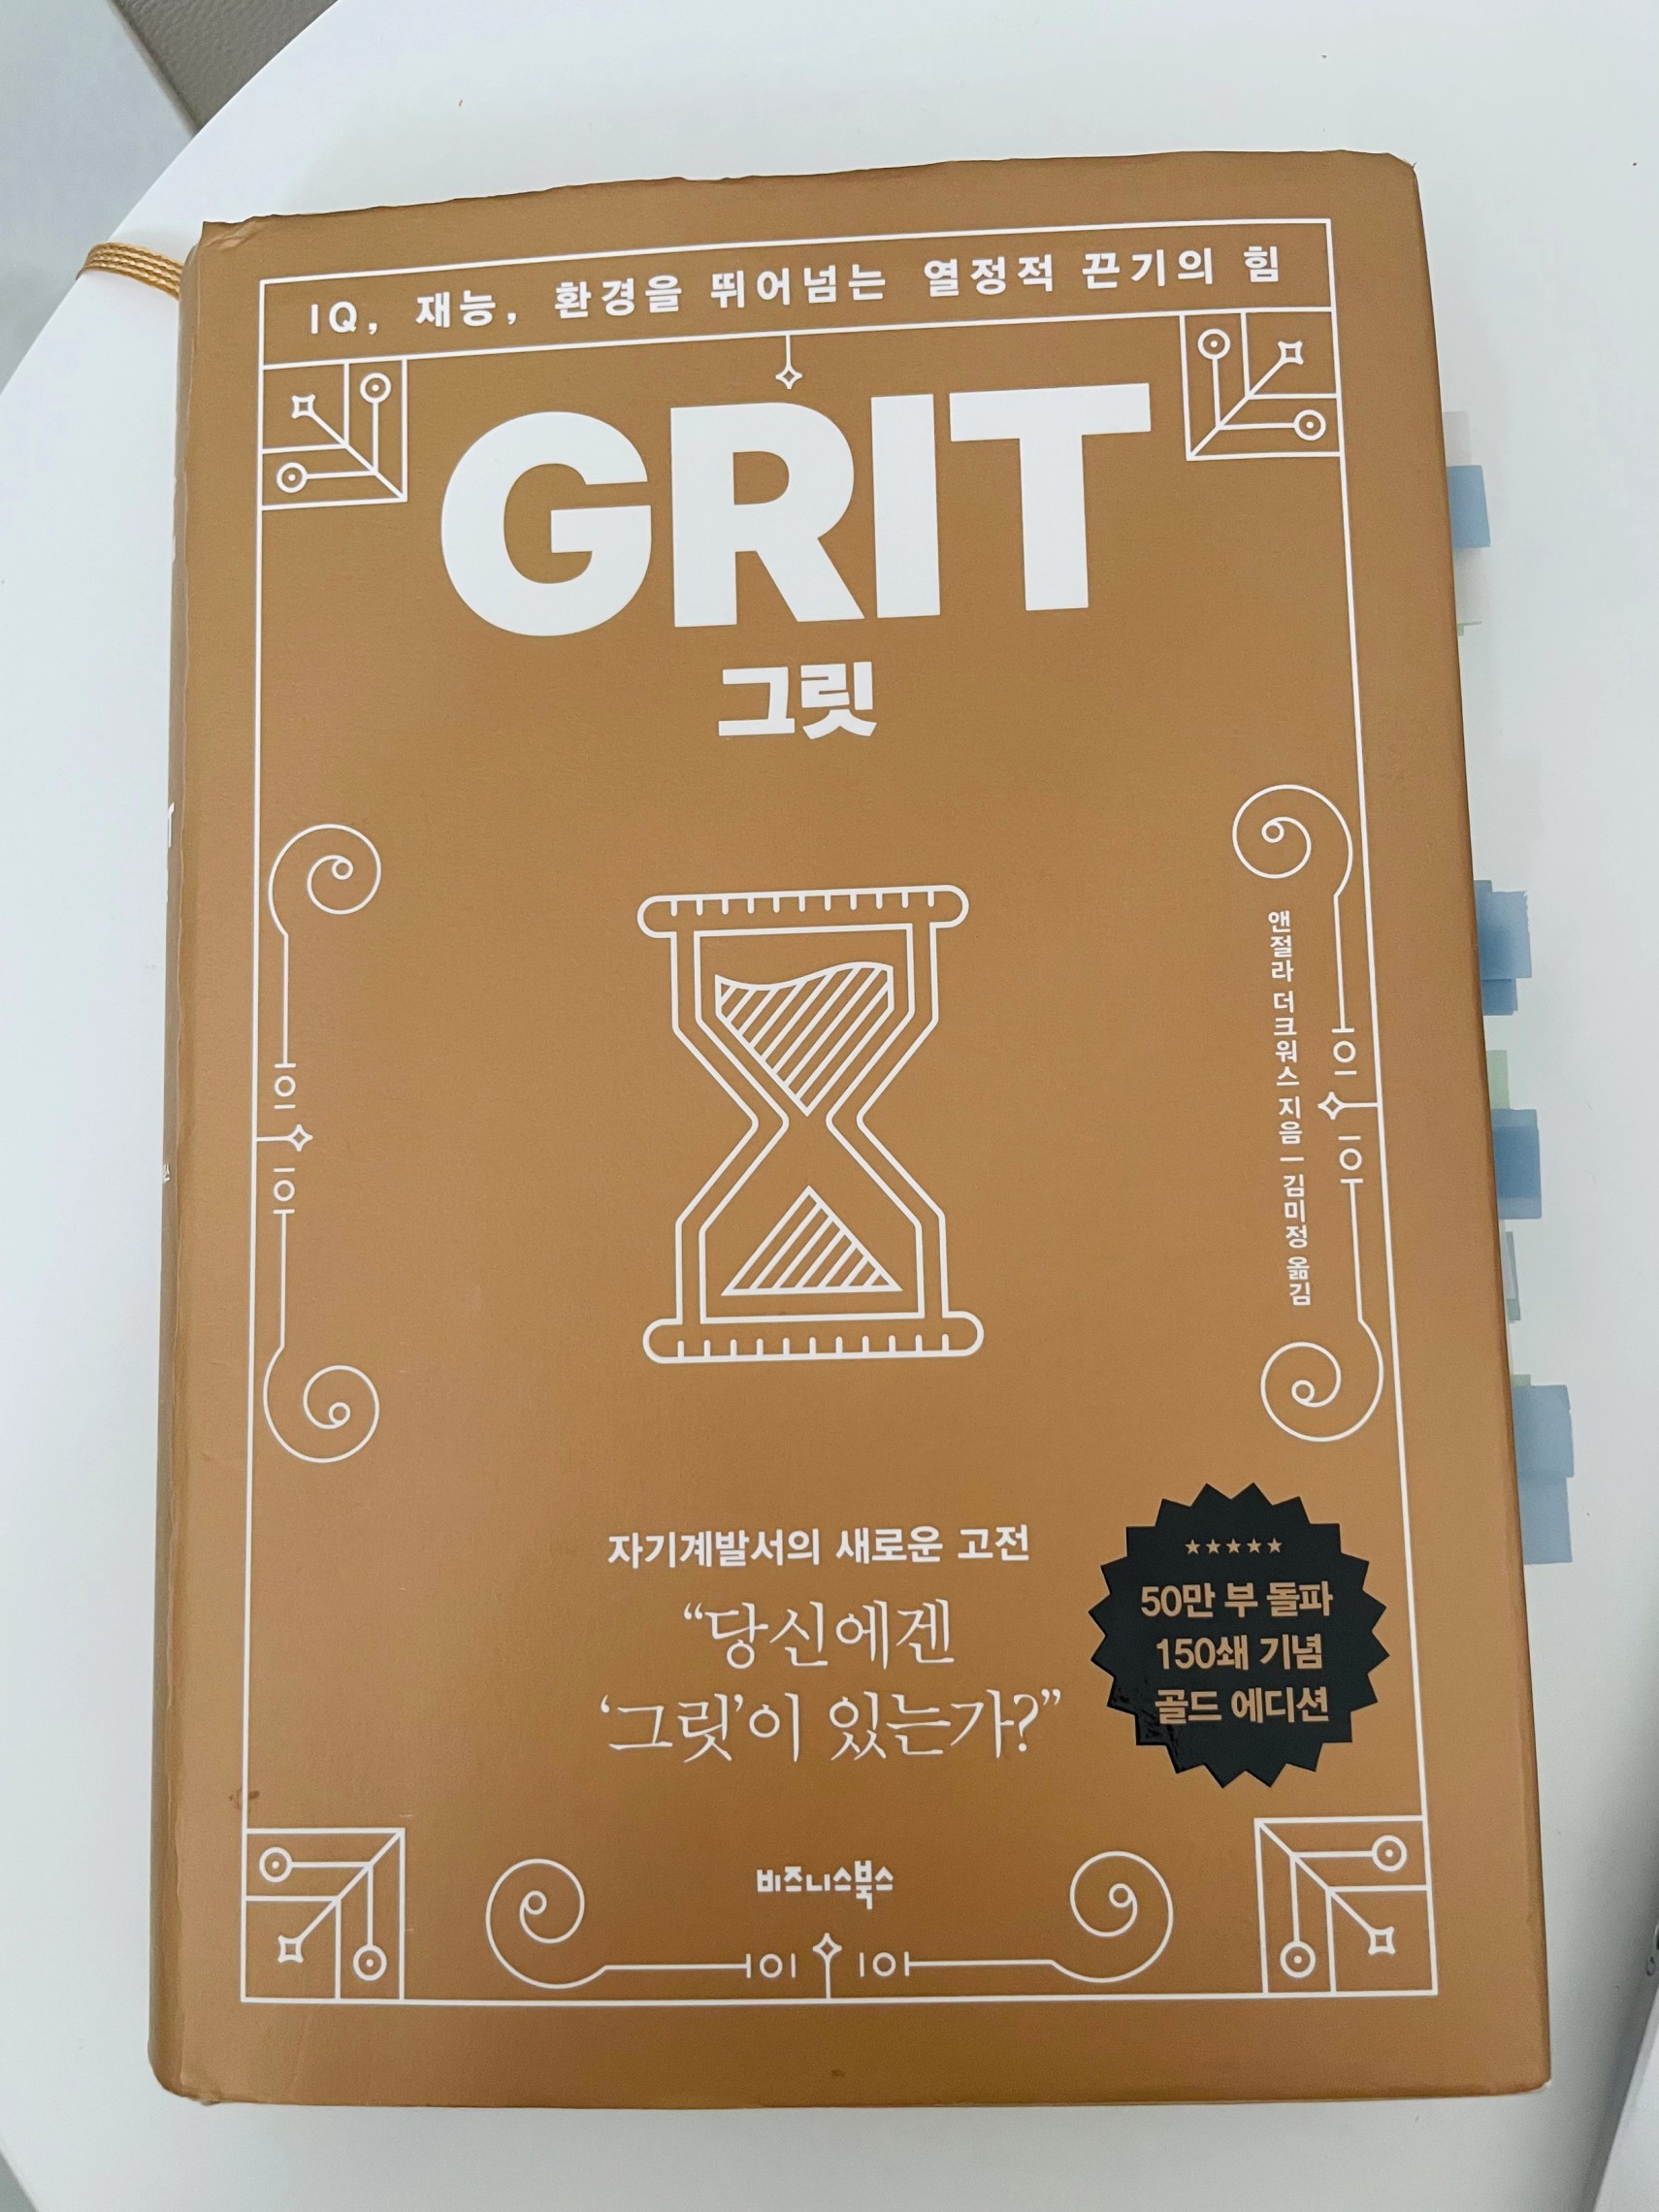 IQ, 재능, 환경을 뛰어넘는 열정적 끈기의 힘
GRIT
그릿
앤절라 더크워스 지음 | 김미정 옮김
자기계발서의 새로운 고전
“당신에겐
‘그릿’이 있는가?”
★★★★★
50만 부 돌파
150쇄 기념
골드 에디션
비즈니스북스